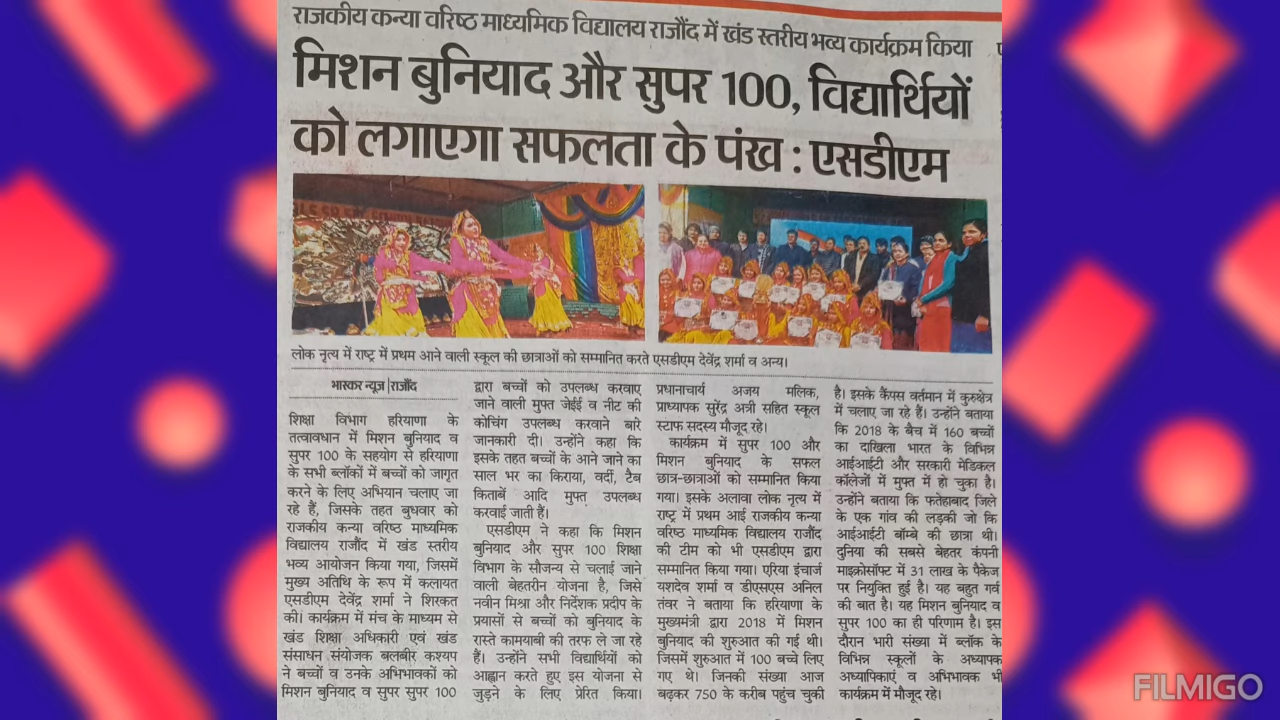 राजकीय कन्या वरिष्ठ माध्यमिक विद्यालय राजौंद में खंड स्तरीय भव्य कार्यक्रम किया
मिशन बुनियाद और सुपर 100, विद्यार्थियों
को लगाएगा सफलता के पंख : एसडीएम
लोक नृत्य में राष्ट्र में प्रथम आने वाली स्कूल की छात्राओं को सम्मानित करते एसडीएम देवेंद्र शर्मा व अन्य।
भास्कर न्यूज | राजौंद
शिक्षा विभाग हरियाणा के
तत्वावधान में मिशन बुनियाद व
सुपर 100 के सहयोग से हरियाणा
के सभी ब्लॉकों में बच्चों को जागृत
करने के लिए अभियान चलाए जा
रहे हैं, जिसके तहत बुधवार को
राजकीय कन्या वरिष्ठ माध्यमिक
विद्यालय राजौंद में खंड स्तरीय
भव्य आयोजन किया गया, जिसमें
मुख्य अतिथि के रूप में कलायत
एसडीएम देवेंद्र शर्मा ने शिरकत
की। कार्यक्रम में मंच के माध्यम से
खंड शिक्षा अधिकारी एवं खंड
संसाधन संयोजक बलबीर कश्यप
ने बच्चों व उनके अभिभावकों को
मिशन बुनियाद व सुपर सुपर 100
द्वारा बच्चों को उपलब्ध करवाए
जाने वाली मुफ्त जेईई व नीट की
कोचिंग उपलब्ध करवाने बारे
जानकारी दी। उन्होंने कहा कि
इसके तहत बच्चों के आने जाने का
साल भर का किराया, वर्दी, टैब
किताबें आदि मुफ्त उपलब्ध
करवाई जाती हैं।
एसडीएम ने कहा कि मिशन
बुनियाद और सुपर 100 शिक्षा
विभाग के सौजन्य से चलाई जाने
वाली बेहतरीन योजना है, जिसे
नवीन मिश्रा और निर्देशक प्रदीप के
प्रयासों से बच्चों को बुनियाद के
रास्ते कामयाबी की तरफ ले जा रहे
हैं। उन्होंने सभी विद्यार्थियों को
आह्वान करते हुए इस योजना से
जुड़ने के लिए प्रेरित किया।
प्रधानाचार्य अजय मलिक,
प्राध्यापक सुरेंद्र अत्री सहित स्कूल
स्टाफ सदस्य मौजूद रहे।
कार्यक्रम में सुपर 100 और
मिशन बुनियाद के सफल
छात्र-छात्राओं को सम्मानित किया
गया। इसके अलावा लोक नृत्य में
राष्ट्र में प्रथम आई राजकीय कन्या
वरिष्ठ माध्यमिक विद्यालय राजौंद
की टीम को भी एसडीएम द्वारा
सम्मानित किया गया। एरिया इंचार्ज
यशदेव शर्मा व डीएसएस अनिल
तंवर ने बताया कि हरियाणा के
मुख्यमंत्री द्वारा 2018 में मिशन
बुनियाद की शुरुआत की गई थी।
जिसमें शुरुआत में 100 बच्चे लिए
गए थे। जिनकी संख्या आज
बढ़कर 750 के करीब पहुंच चुकी
है। इसके कैंपस वर्तमान में कुरुक्षेत्र
में चलाए जा रहे हैं। उन्होंने बताया
कि 2018 के बैच में 160 बच्चों
का दाखिला भारत के विभिन्न
आईआईटी और सरकारी मेडिकल
कॉलेजों में मुफ्त में हो चुका है।
उन्होंने बताया कि फतेहाबाद जिले
के एक गांव की लड़की जो कि
आईआईटी बॉम्बे की छात्रा थी।
दुनिया की सबसे बेहतर कंपनी
माइक्रोसॉफ्ट में 31 लाख के पैकेज
पर नियुक्ति हुई है। यह बहुत गर्व
की बात है। यह मिशन बुनियाद व
सुपर 100 का ही परिणाम है। इस
दौरान भारी संख्या में ब्लॉक के
विभिन्न स्कूलों के अध्यापक
अध्यापिकाएं व अभिभावक भी
कार्यक्रम में मौजूद रहे।
FILMIGO